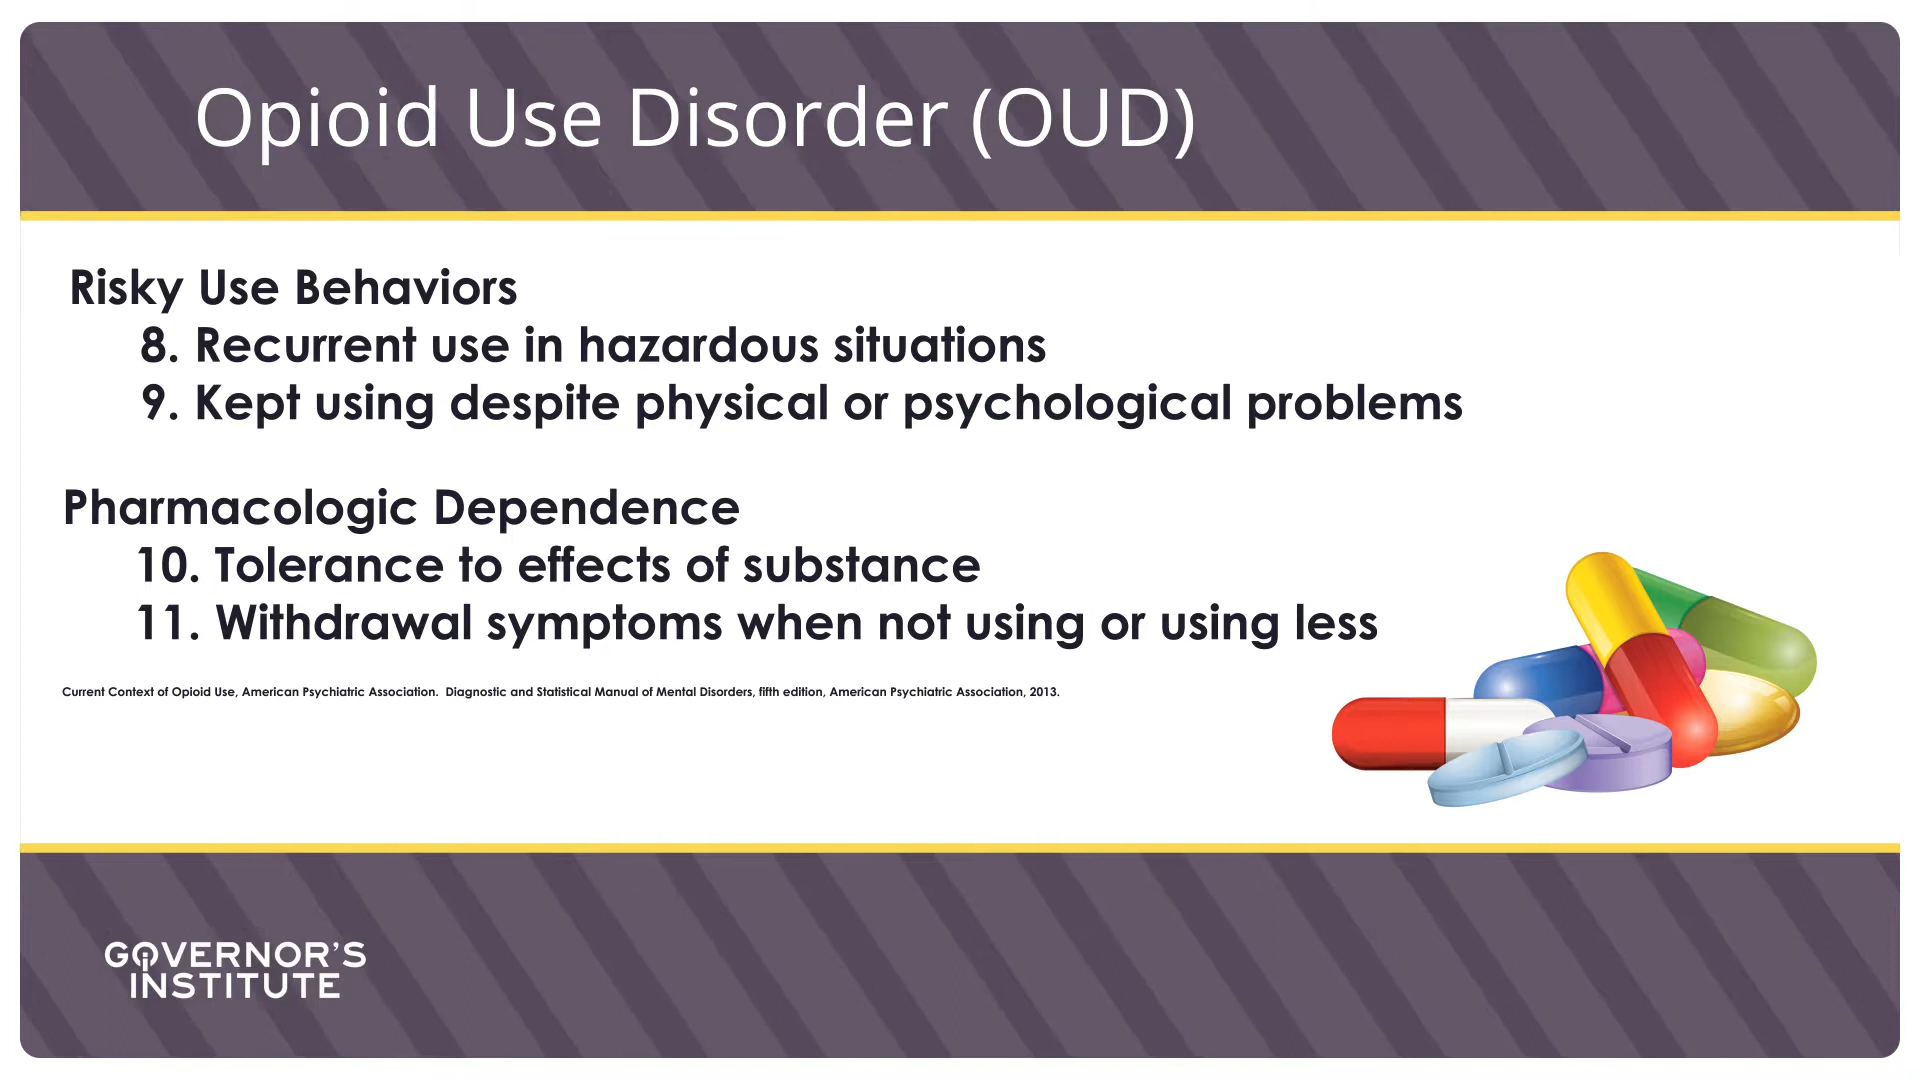 Opioid Use Disorder (OUD)
Risky Use Behaviors
8. Recurrent use in hazardous situations
9. Kept using despite physical or psychological problems
Pharmacologic Dependence
10. Tolerance to effects of substance
11. Withdrawal symptoms when not using or using less
Current Context of Opioid Use, American Psychiatric Association.  Diagnostic and Statistical Manual of Mental Disorders, fifth edition, American Psychiatric Association, 2013.
GOVERNOR'S
INSTITUTE